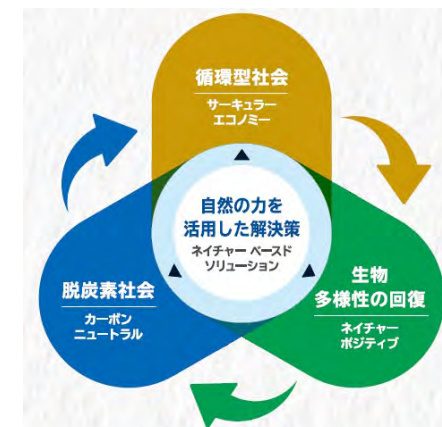 循環型社会
サーキュラー
エコノミー
自然の力を
活用した解決策
ネイチャー ベースド
ソリューション
脱炭素社会
カーボン
ニュートラル
生物
多様性の回復
ネイチャー
ポジティブ